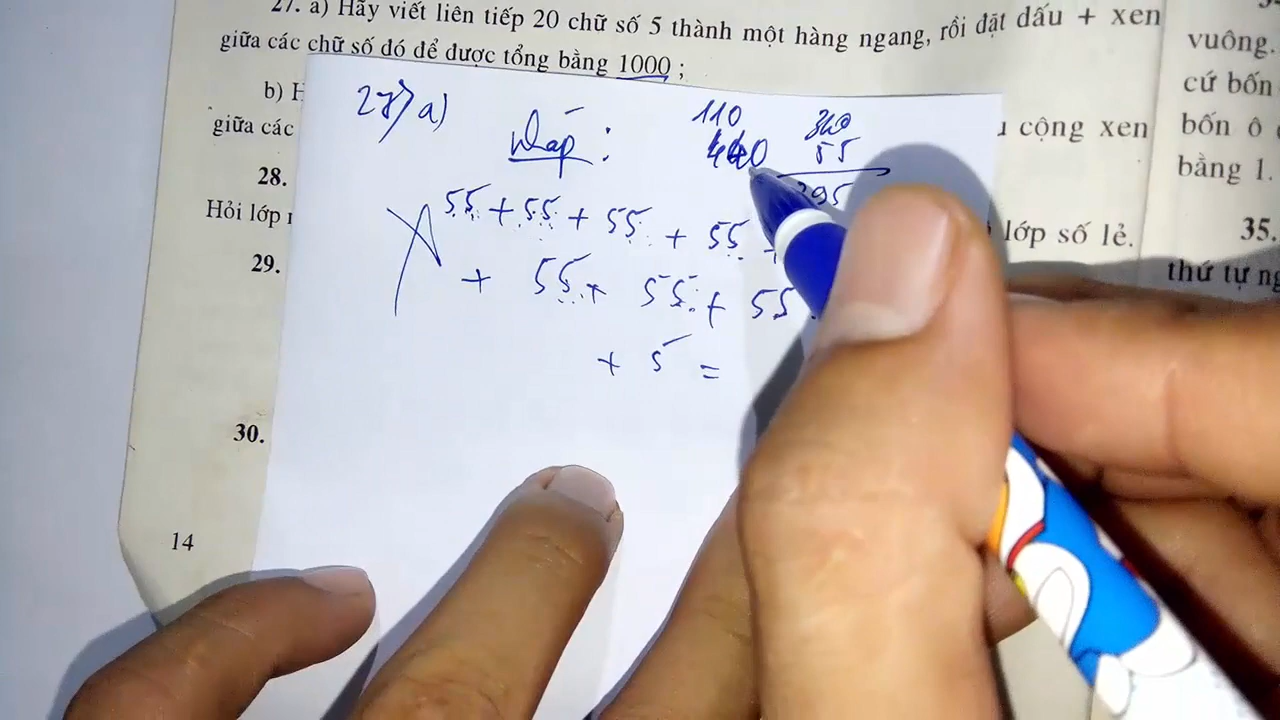 27. a) Hãy viết liên tiếp 20 chữ số 5 thành một hàng ngang, rồi đặt dấu + xen
giữa các chữ số đó để được tổng bằng 1000 ;
b)
giữa các
cộng xen
28.
Hỏi lớp
lớp số lẻ.
29.
30.
14
vuông.
cứ bốn
bốn ô
bằng 1.
35.
thứ tự
27) a)
Nháp :
110
440
340
55
395
55 + 55 + 55 + 55 +
+ 55 + 55 + 55
+ 5 =